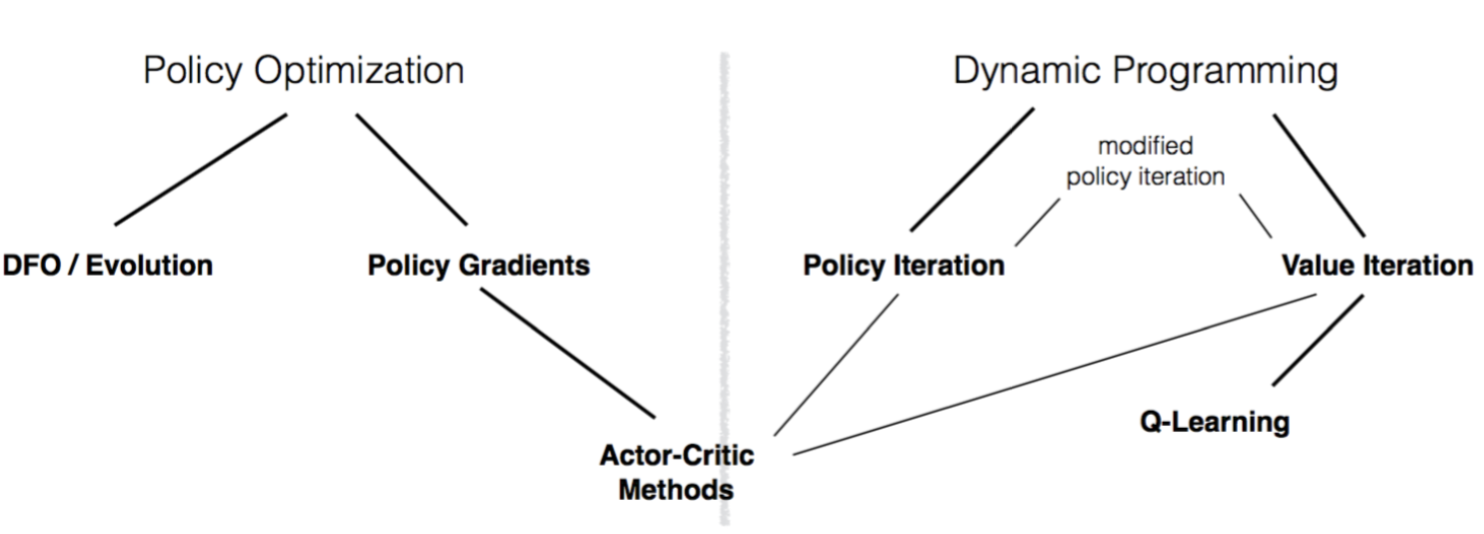 Policy Optimization
Dynamic Programming
modified
policy iteration
DFO / Evolution
Policy Gradients
Policy Iteration
Value Iteration
Q-Learning
Actor-Critic
Methods